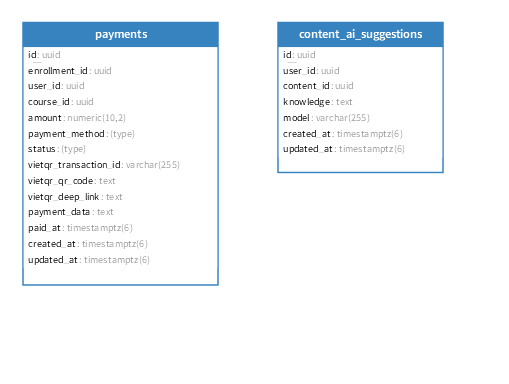 payments
id: uuid
enrollment_id: uuid
user_id: uuid
course_id: uuid
amount: numeric(10,2)
payment_method: (type)
status: (type)
vietqr_transaction_id: varchar(255)
vietqr_qr_code: text
vietqr_deep_link: text
payment_data: text
paid_at: timestamptz(6)
created_at: timestamptz(6)
updated_at: timestamptz(6)
content_ai_suggestions
id: uuid
user_id: uuid
content_id: uuid
knowledge: text
model: varchar(255)
created_at: timestamptz(6)
updated_at: timestamptz(6)